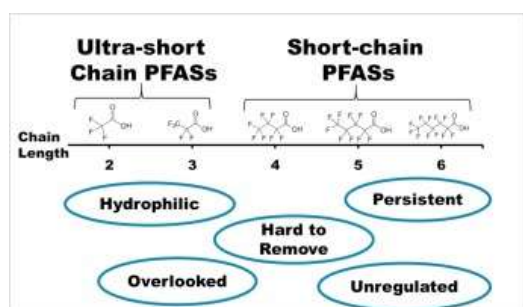 Ultra-short
Chain PFASs
Short-chain
PFASs
Chain
Length
2
3
4
5
6
Hydrophilic
Persistent
Hard to
Remove
Overlooked
Unregulated